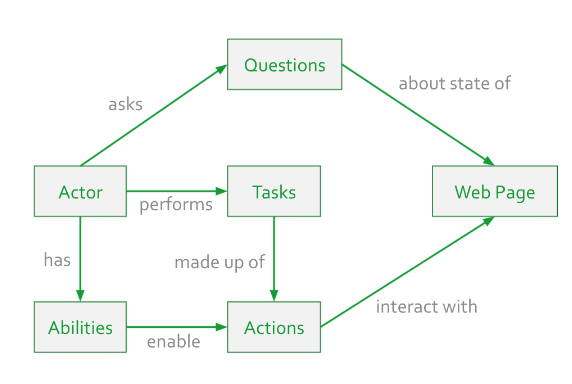 Questions
about state of
asks
Actor
performs
Tasks
Web Page
has
made up of
Abilities
enable
Actions
interact with